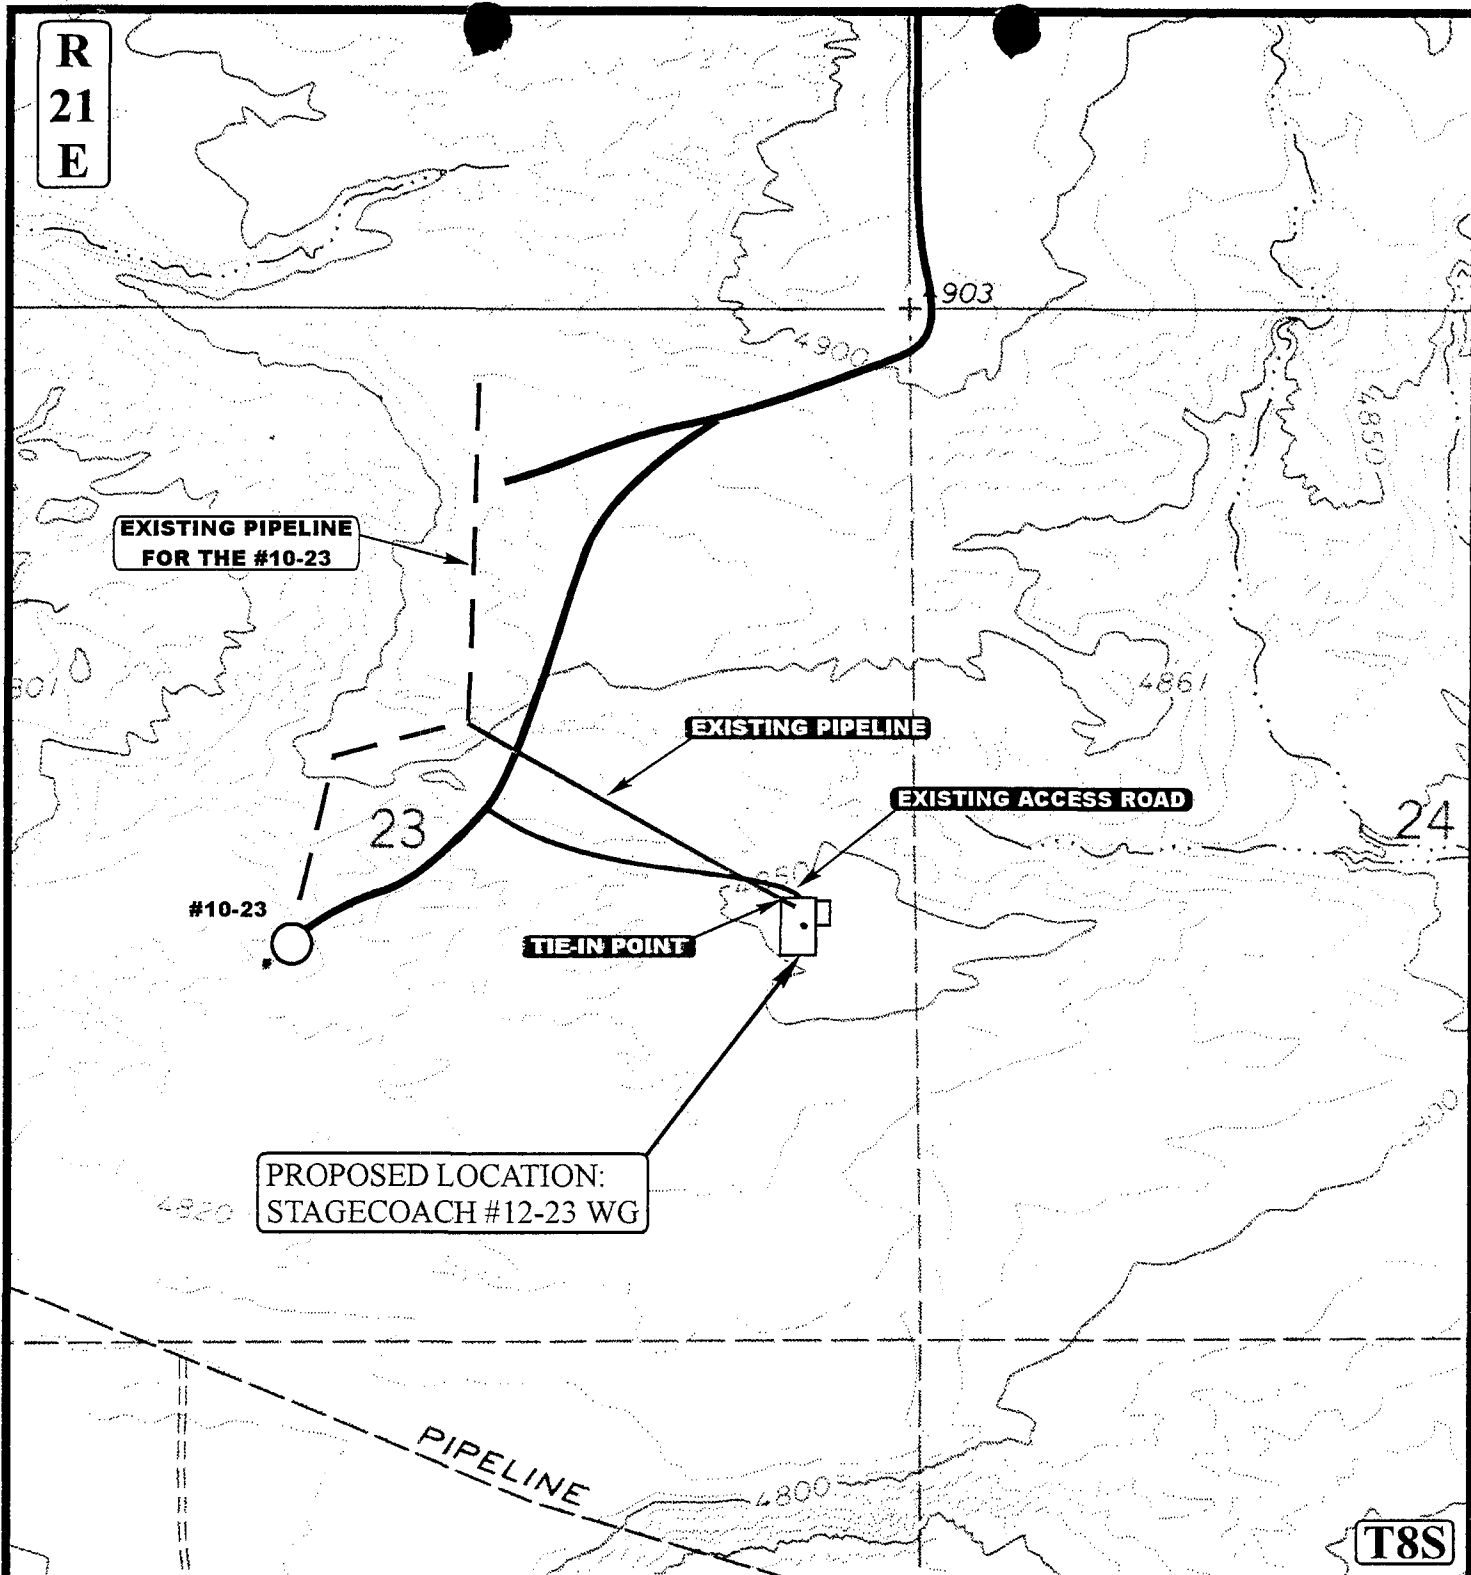 R
21
E
4903
4900
4850
EXISTING PIPELINE
FOR THE #10-23
4861
EXISTING PIPELINE
EXISTING ACCESS ROAD
23
24
#10-23
TIE-IN POINT
PROPOSED LOCATION:
STAGECOACH #12-23 WG
4820
PIPELINE
4800
T8S